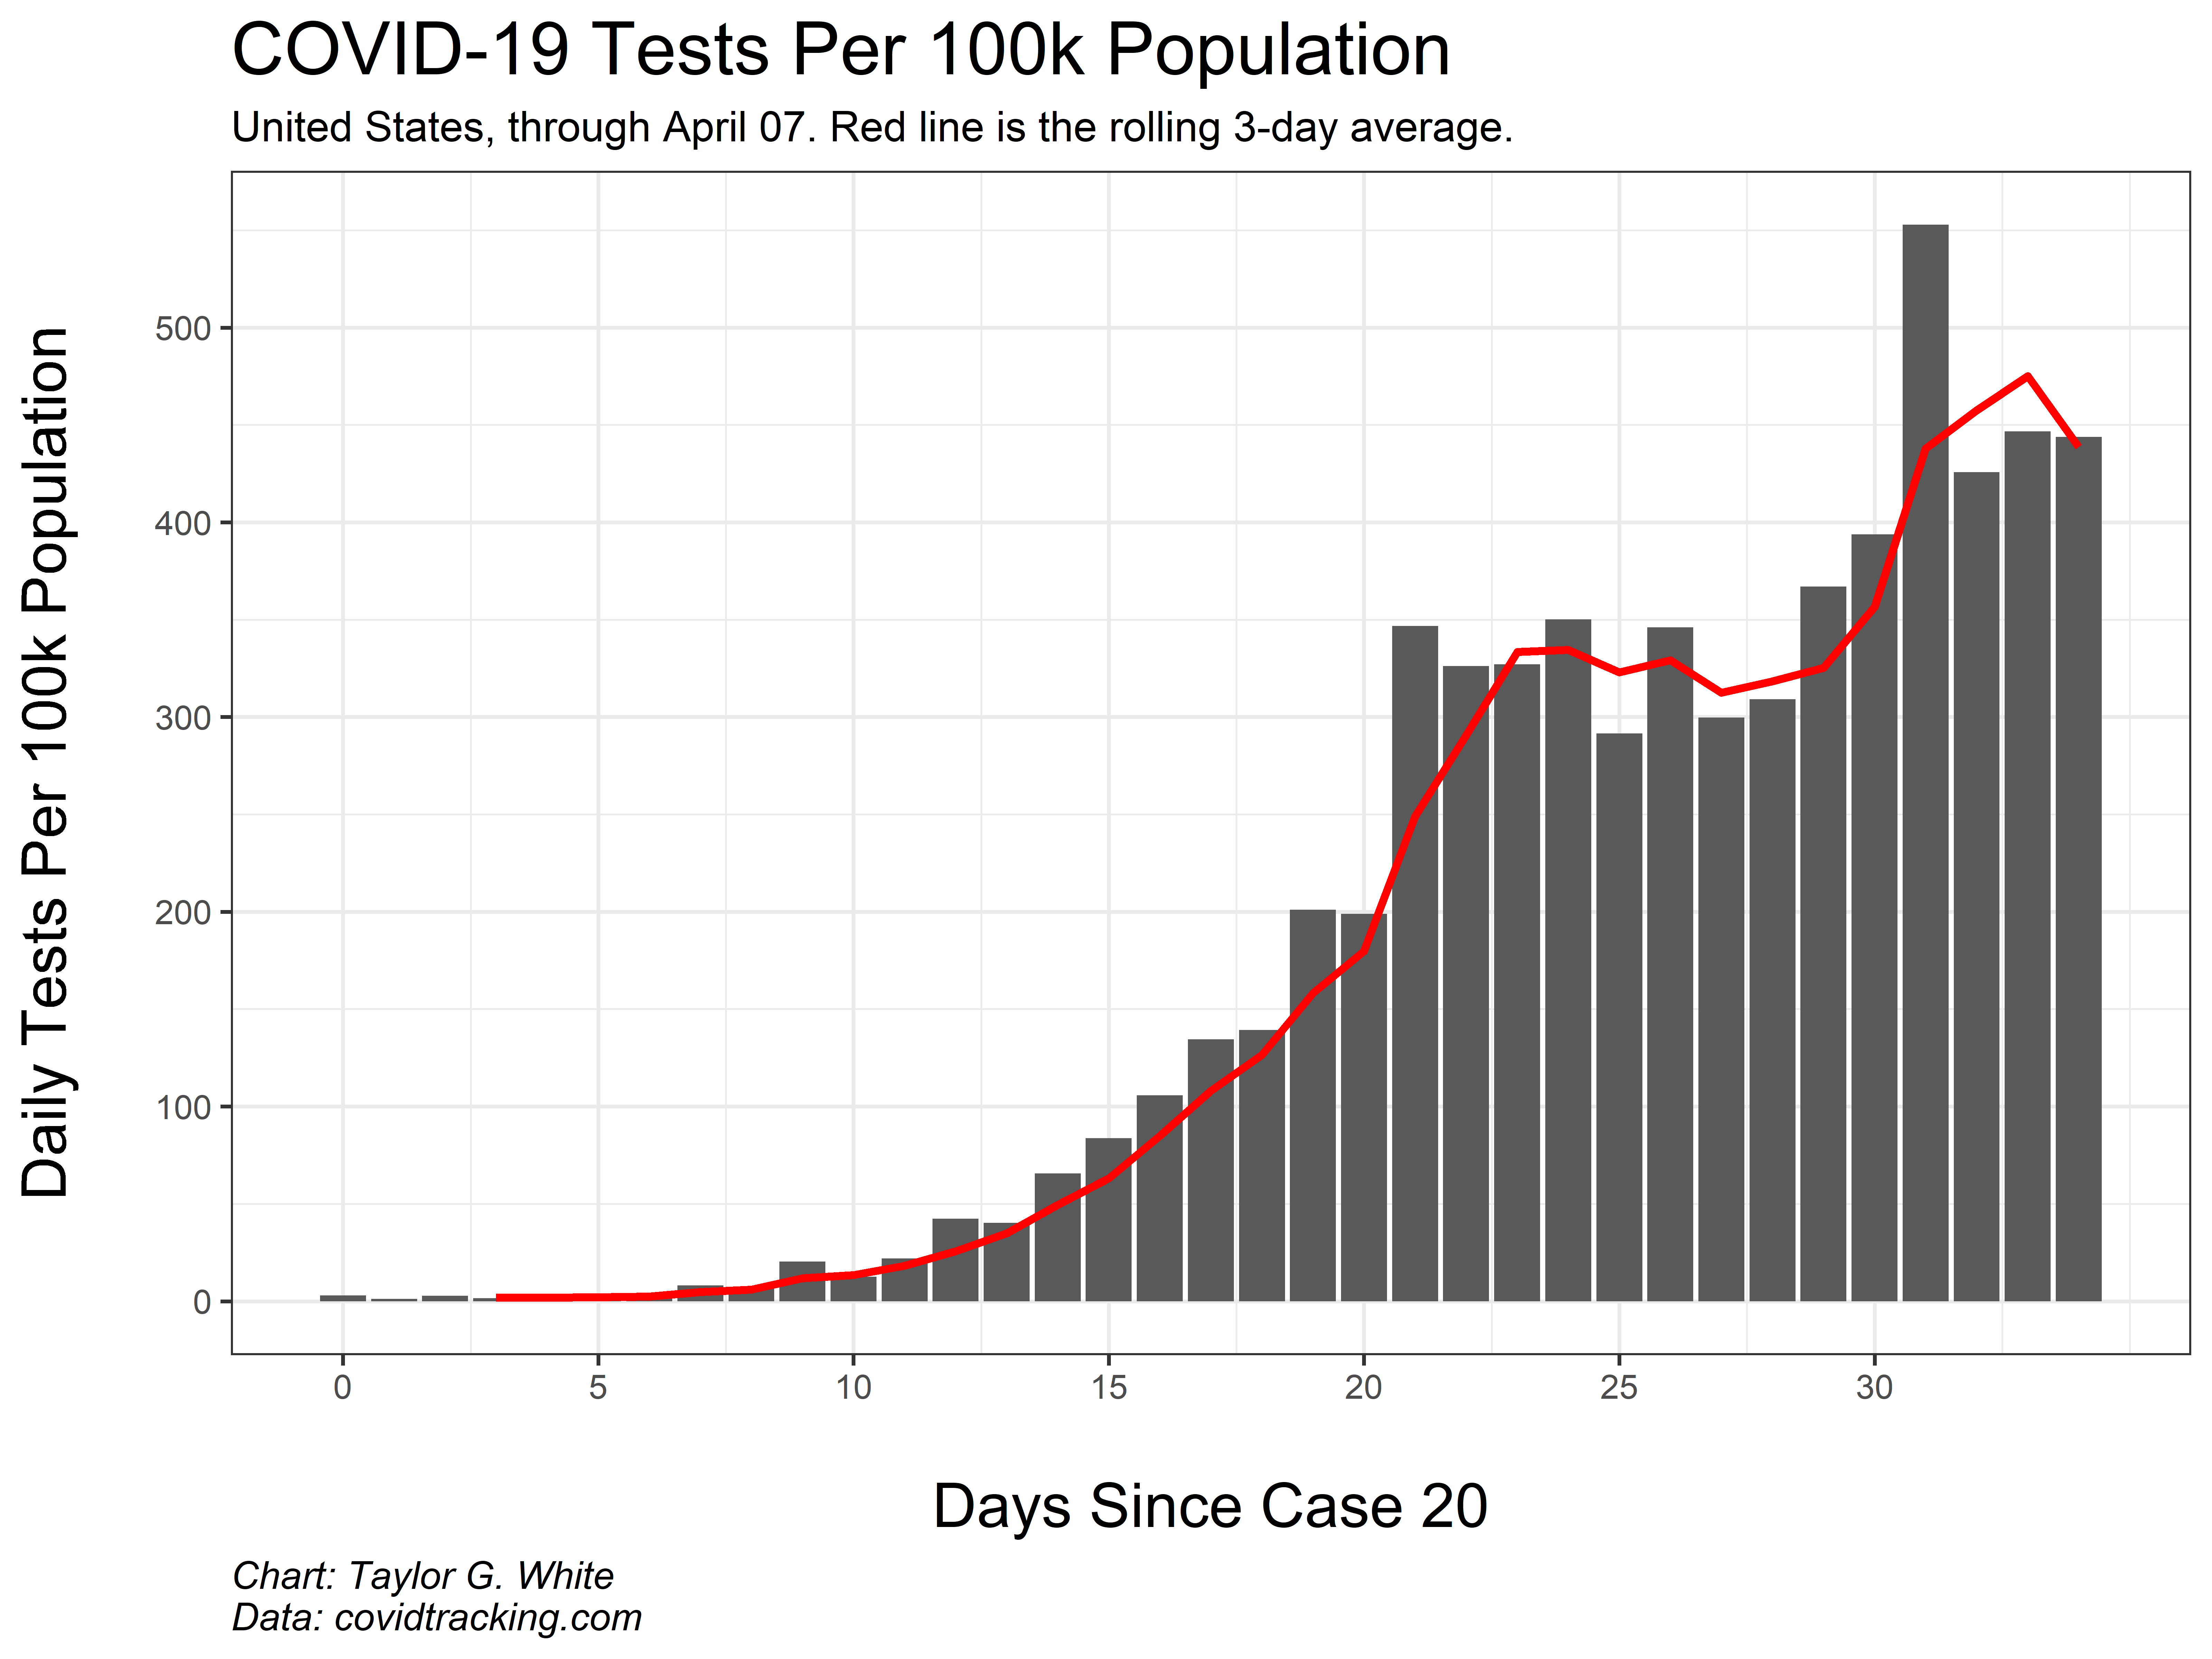 COVID-19 Tests Per 100k Population
United States, through April 07. Red line is the rolling 3-day average.
Daily Tests Per 100k Population
500
400
300
200
100
0
0 5 10 15 20 25 30
Days Since Case 20
Chart: Taylor G. White
Data: covidtracking.com